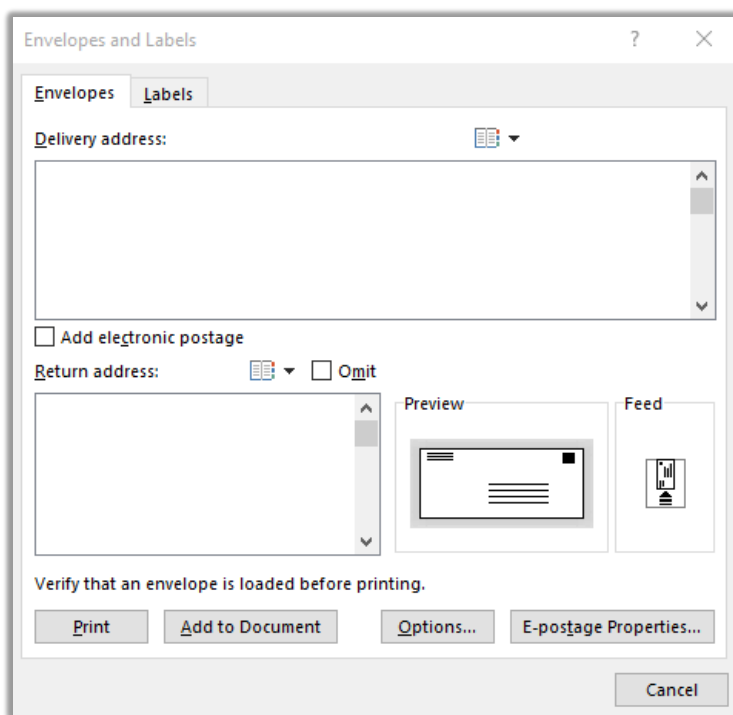 Envelopes and Labels ?
Envelopes Labels
Delivery address:
Add electronic postage
Return address: Omit
Preview Feed
Verify that an envelope is loaded before printing.
Print Add to Document Options... E-postage Properties...
Cancel